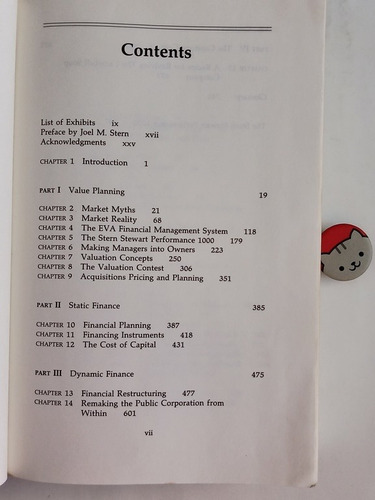 Contents
List of Exhibits ix
Preface by Joel M. Stern xvii
Acknowledgments xxv
CHAPTER 1 Introduction 1
PART I Value Planning 19
CHAPTER 2 Market Myths 21
CHAPTER 3 Market Reality 68
CHAPTER 4 The EVA Financial Management System 118
CHAPTER 5 The Stern Stewart Performance 1000 179
CHAPTER 6 Making Managers into Owners 223
CHAPTER 7 Valuation Concepts 250
CHAPTER 8 The Valuation Contest 306
CHAPTER 9 Acquisitions Pricing and Planning 351
PART II Static Finance 385
CHAPTER 10 Financial Planning 387
CHAPTER 11 Financing Instruments 418
CHAPTER 12 The Cost of Capital 431
PART III Dynamic Finance 475
CHAPTER 13 Financial Restructuring 477
CHAPTER 14 Remaking the Public Corporation from
Within 601
vii